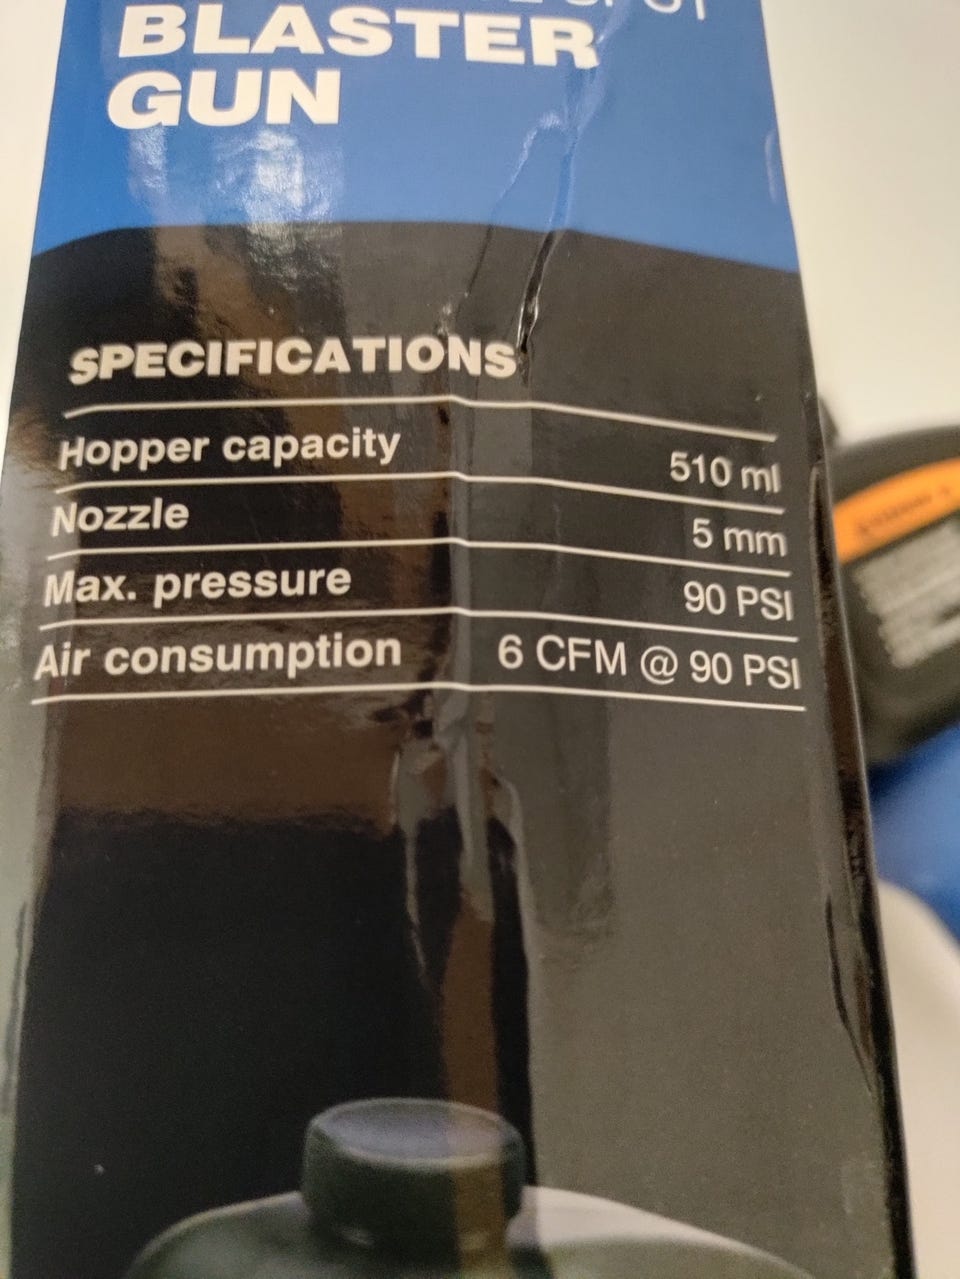 BLASTER
GUN
SPECIFICATIONS
Hopper capacity 510 ml
Nozzle 5 mm
Max. pressure 90 PSI
Air consumption 6 CFM @ 90 PSI